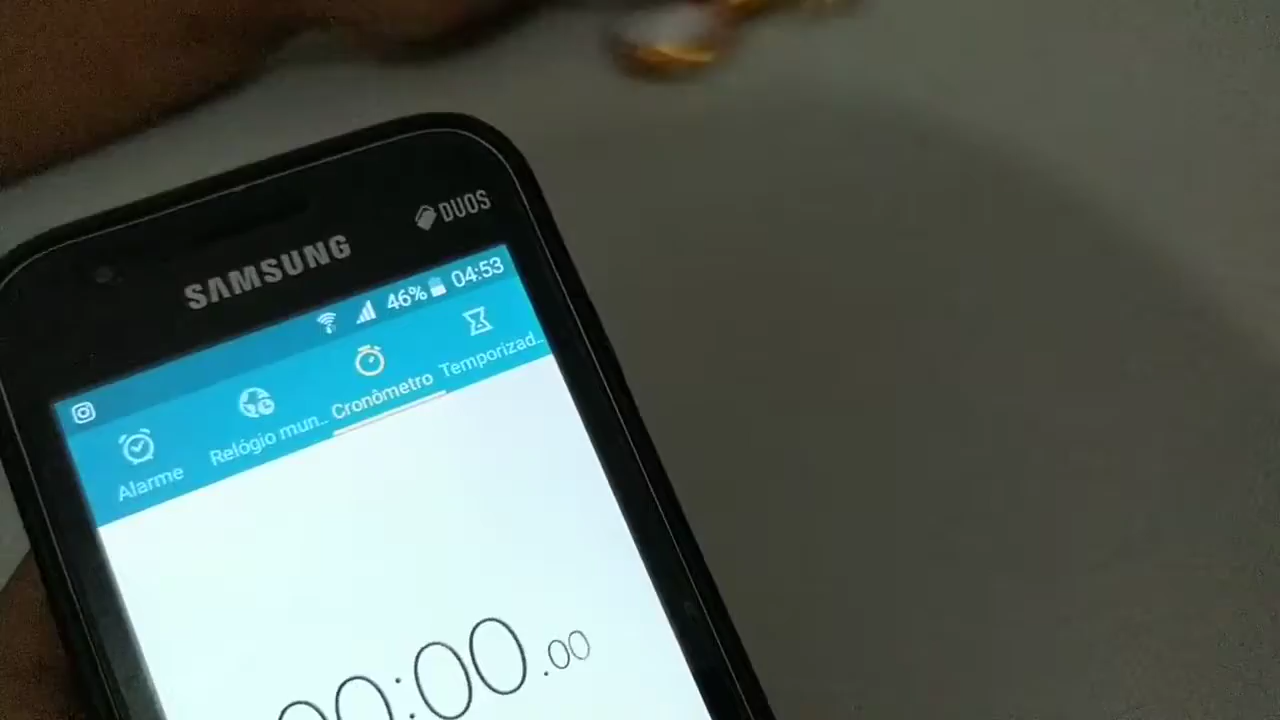 SAMSUNG
DUOS
46% 04:53
Alarme Relógio mun... Cronômetro Temporizad...
00:00.00